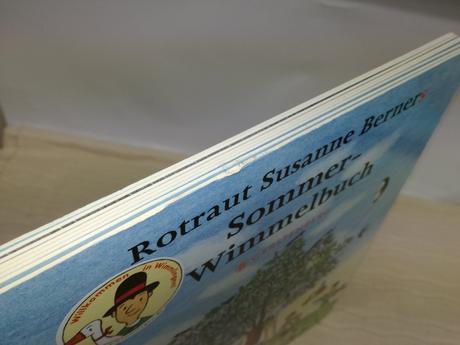 Rotraut Susanne Berners
Sommer-
Wimmelbuch
Willkommen in Wimmlingen